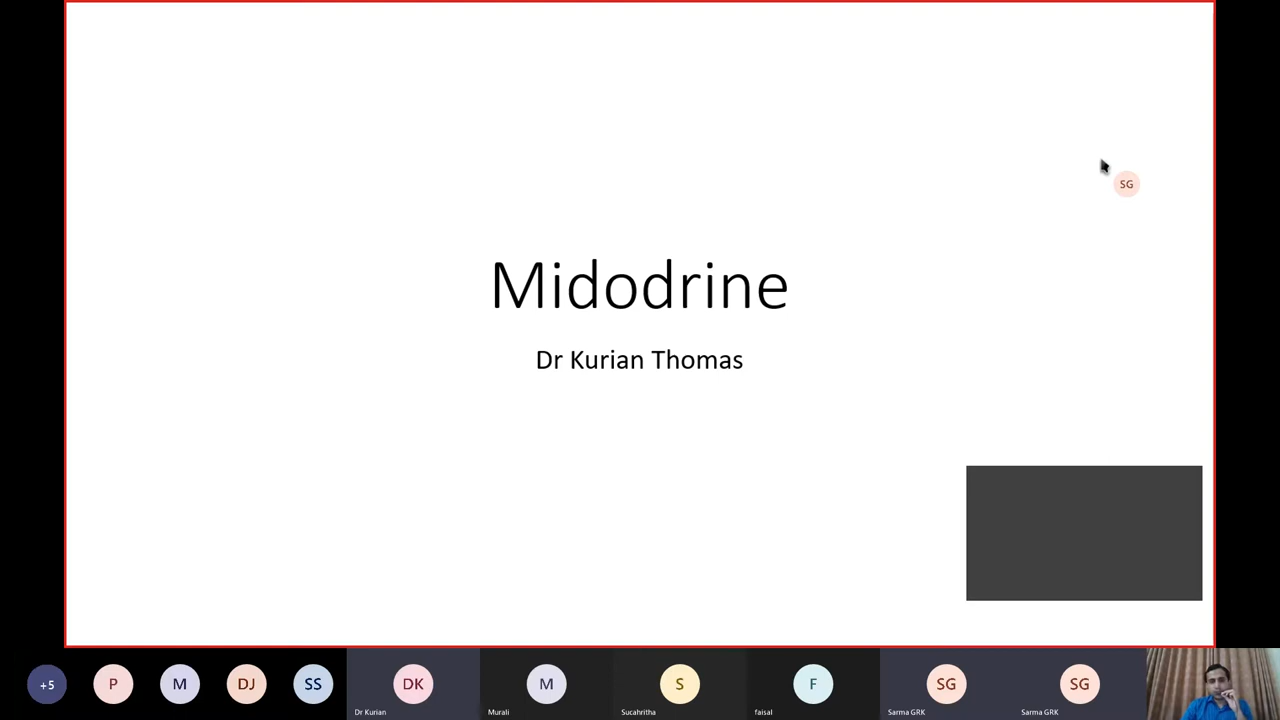 SG
Midodrine
Dr Kurian Thomas
+5
P
M
DJ
SS
DK
Dr Kurian
M
Murali
S
Sucahritha
F
faisal
SG
Sarma GRK
SG
Sarma GRK